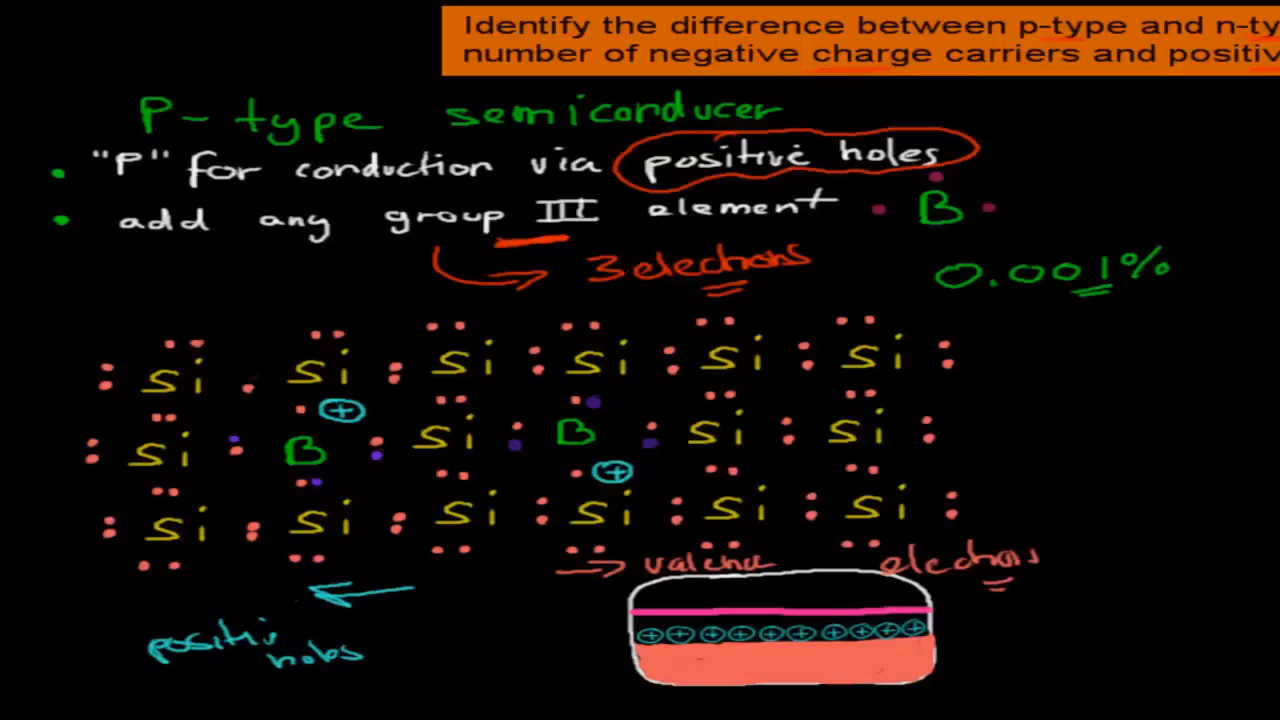 Identify the difference between p-type and n-ty
number of negative charge carriers and positiv
P-type semiconducer
• "P" for conduction via positive holes
• add any group III element • B •
3 electrons
0.001%
Si Si Si Si Si Si
Si B + Si B Si Si
+
Si Si Si Si Si Si
valence electrons
positive holes
+ + + + + + + + + +